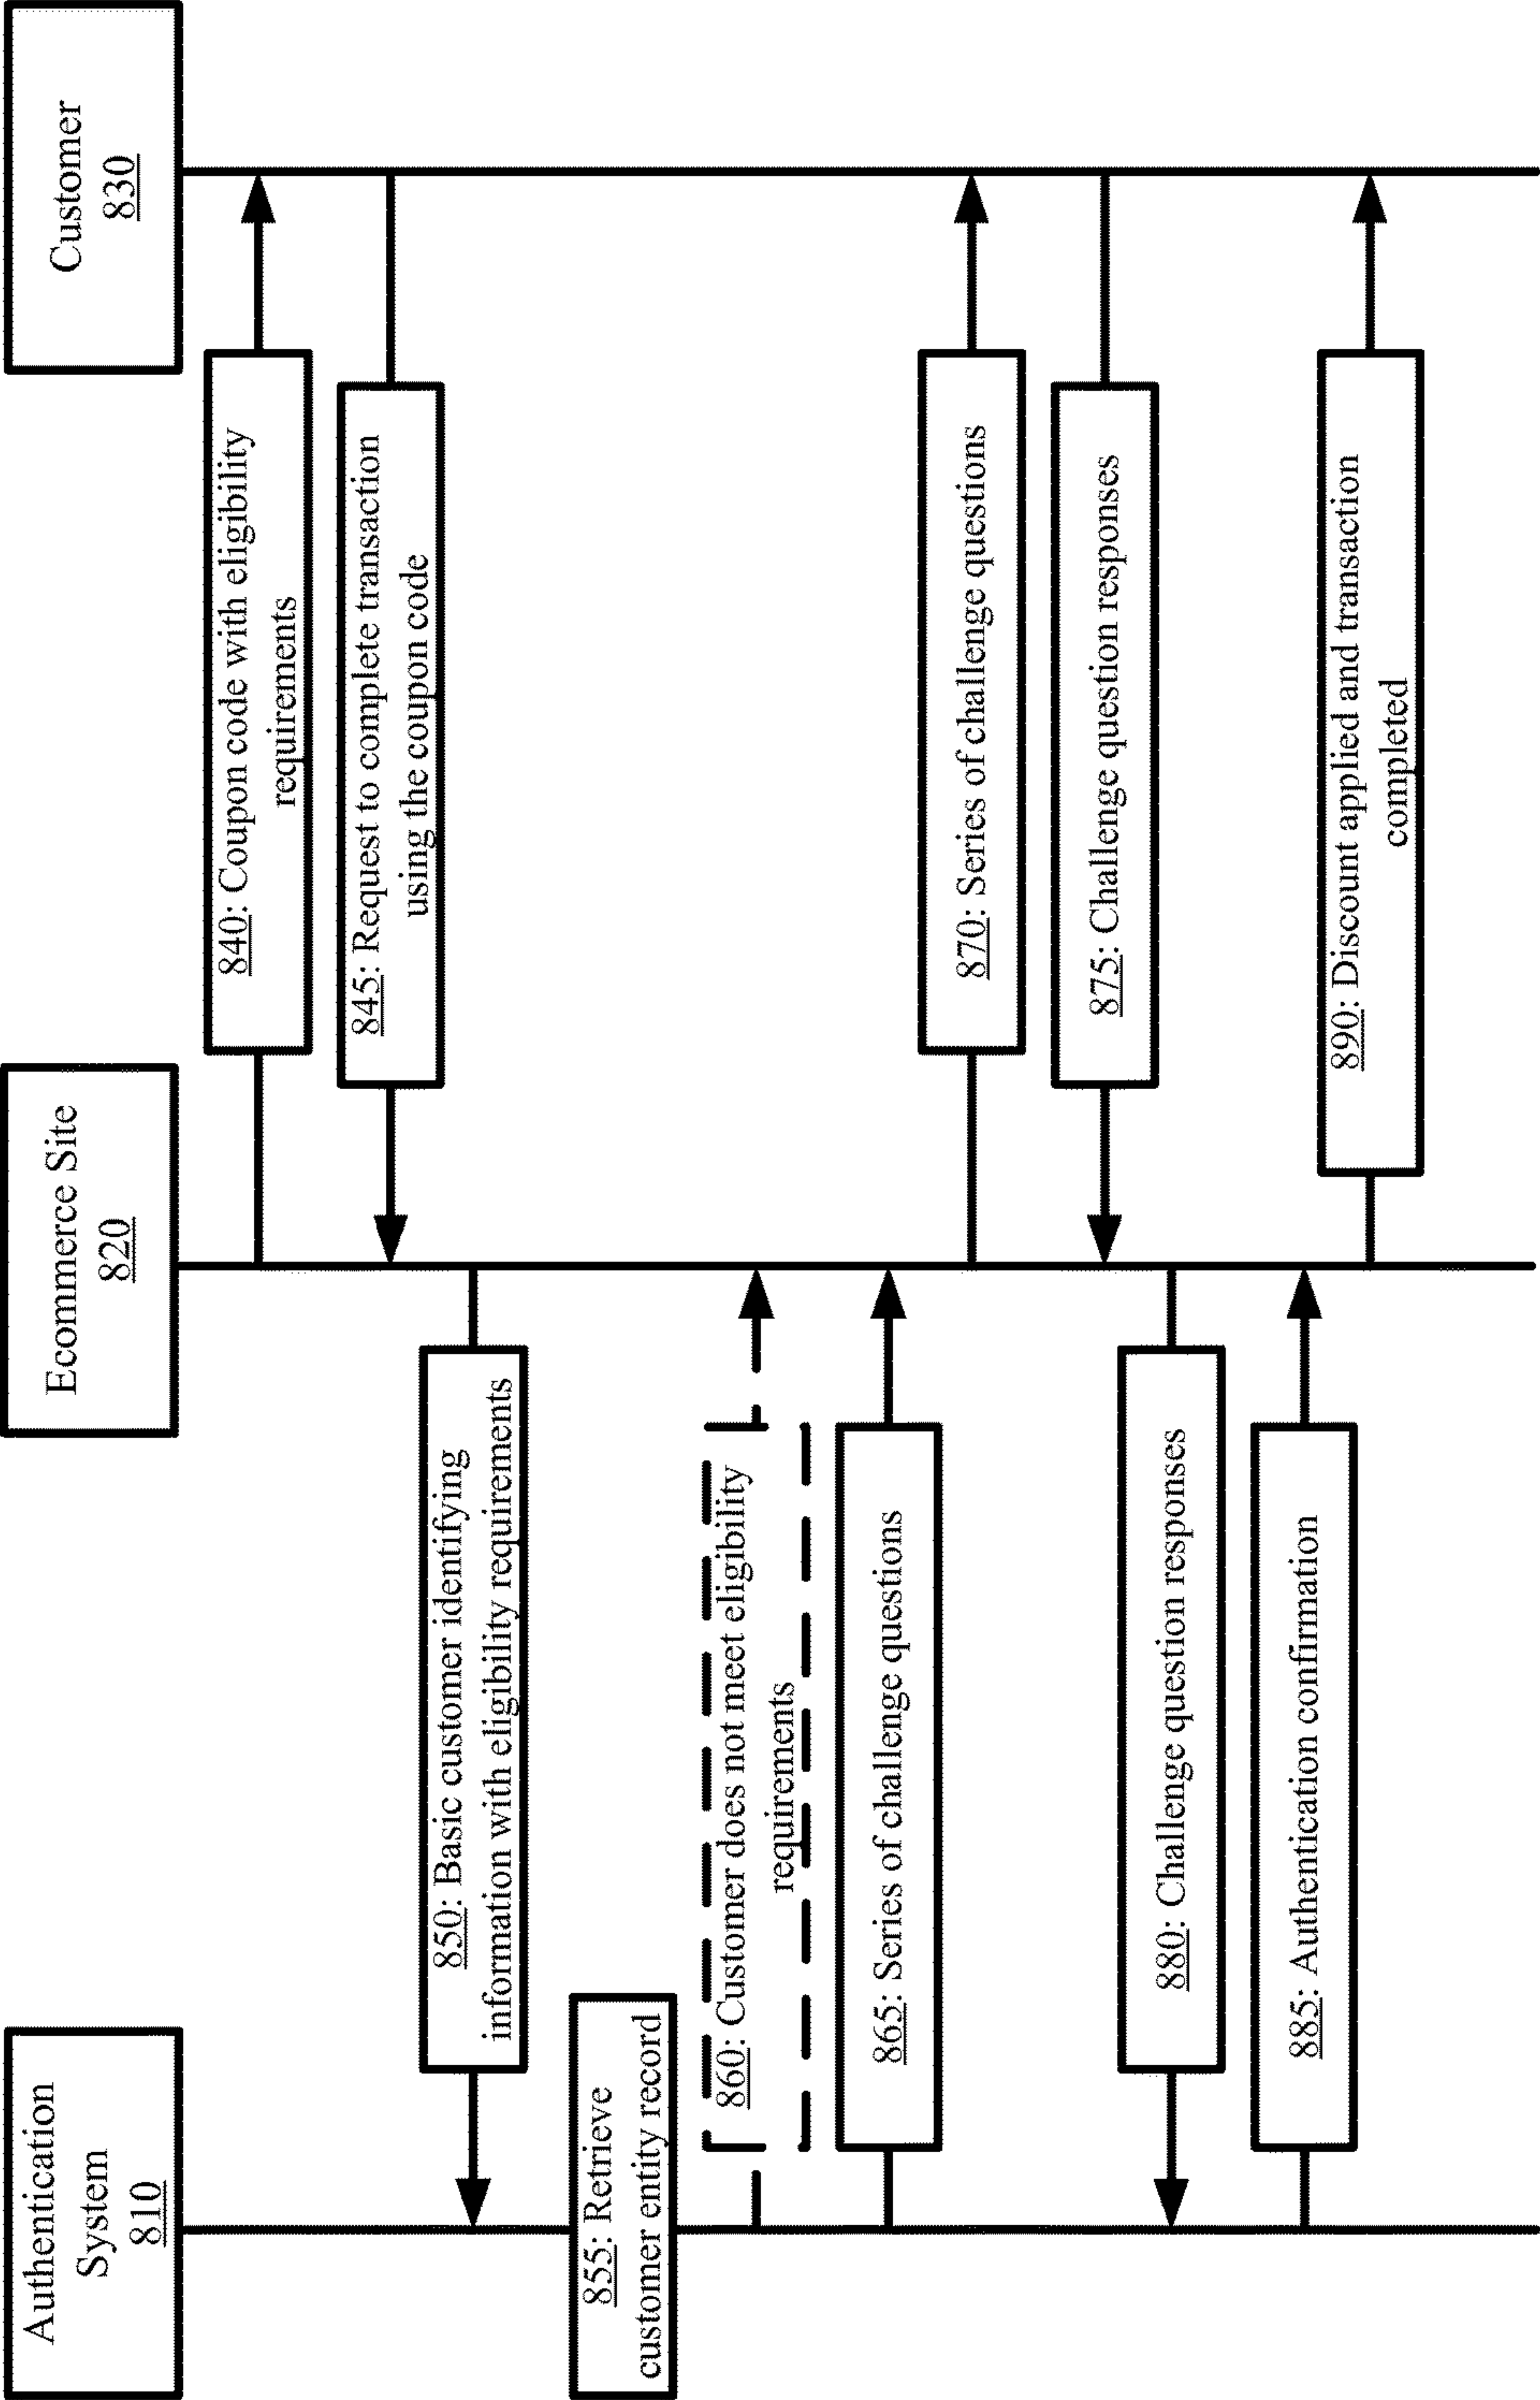 Authentication
System
810
Ecommerce Site
820
Customer
830
840: Coupon code with eligibility
requirements
845: Request to complete transaction
using the coupon code
850: Basic customer identifying
information with eligibility requirements
855: Retrieve
customer entity record
860: Customer does not meet eligibility
requirements
865: Series of challenge questions
870: Series of challenge questions
875: Challenge question responses
880: Challenge question responses
885: Authentication confirmation
890: Discount applied and transaction
completed